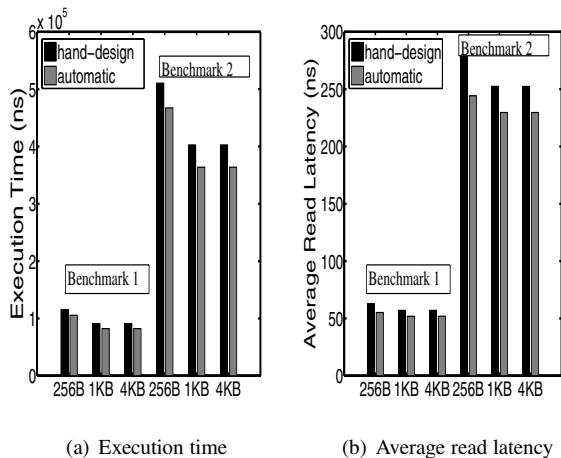 6 x 10^5
hand-design
automatic
Benchmark 2
Benchmark 1
Execution Time (ns)
5
4
3
2
1
0
256B 1KB 4KB 256B 1KB 4KB
(a) Execution time
300
hand-design
automatic
Benchmark 2
Benchmark 1
Average Read Latency (ns)
250
200
150
100
50
0
256B 1KB 4KB 256B 1KB 4KB
(b) Average read latency